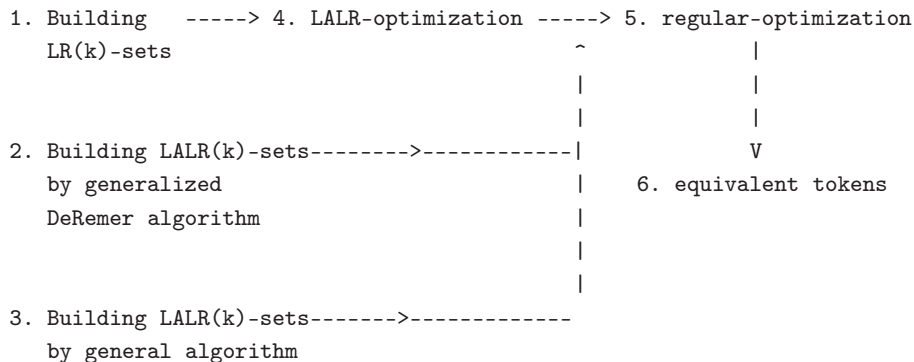 1. Building   -----> 4. LALR-optimization -----> 5. regular-optimization
   LR(k)-sets                                ^              |
                                             |              |
                                             |              |
2. Building LALR(k)-sets-------->------------|              V
   by generalized                            |     6. equivalent tokens
   DeRemer algorithm                         |
                                             |
                                             |
3. Building LALR(k)-sets------->-------------
   by general algorithm